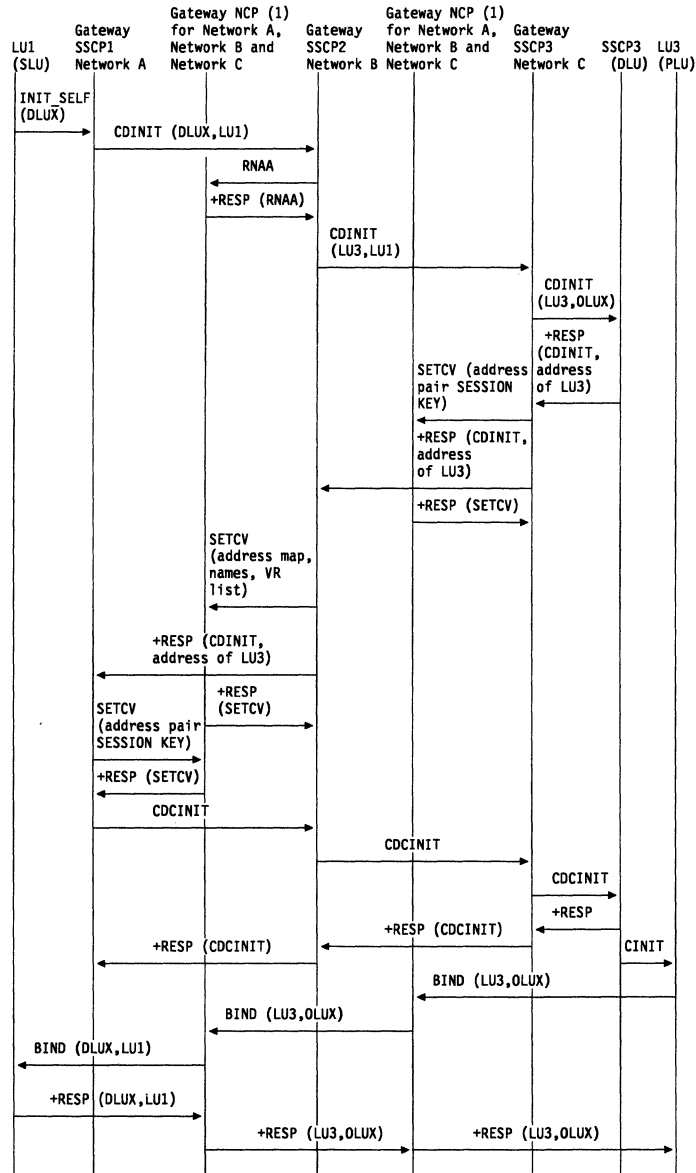 LU1
(SLU)
Gateway
SSCP1
Network A
Gateway NCP (1)
for Network A,
Network B and
Network C
Gateway
SSCP2
Network B
Gateway NCP (1)
for Network A,
Network B and
Network C
Gateway
SSCP3
Network C
SSCP3
(DLU)
LU3
(PLU)
INIT_SELF
(DLUX)
CDINIT (DLUX,LU1)
RNAA
+RESP (RNAA)
CDINIT
(LU3,LU1)
CDINIT
(LU3,OLUX)
+RESP
(CDINIT,
address
of LU3)
SETCV (address
pair SESSION
KEY)
+RESP (CDINIT,
address
of LU3)
+RESP (SETCV)
SETCV
(address map,
names, VR
list)
+RESP (CDINIT,
address of LU3)
+RESP
(SETCV)
SETCV
(address pair
SESSION KEY)
+RESP (SETCV)
CDCINIT
CDCINIT
CDCINIT
+RESP
+RESP (CDCINIT)
+RESP (CDCINIT)
CINIT
BIND (LU3,OLUX)
BIND (LU3,OLUX)
BIND (DLUX,LU1)
+RESP (DLUX,LU1)
+RESP (LU3,OLUX)
+RESP (LU3,OLUX)